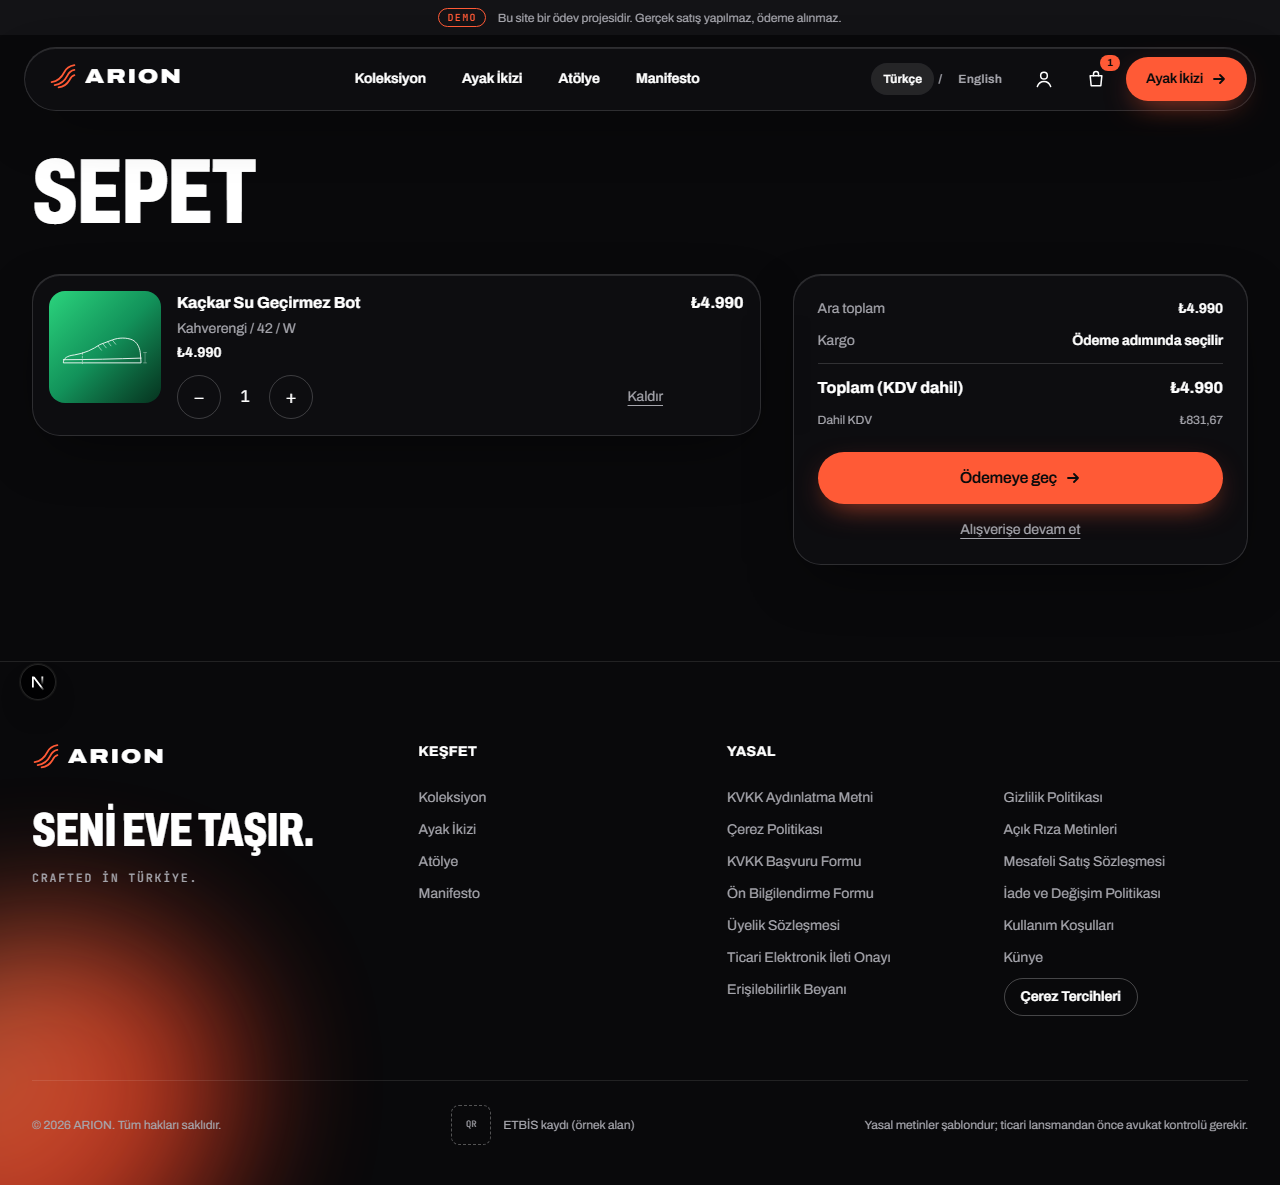 DEMO Bu site bir ödev projesidir. Gerçek satış yapılmaz, ödeme alınmaz.
ARION Koleksiyon Ayak İkizi Atölye Manifesto Türkçe / English 1 Ayak İkizi →
SEPET
Kaçkar Su Geçirmez Bot ₺4.990
Kahverengi / 42 / W
₺4.990
− 1 + Kaldır
Ara toplam ₺4.990
Kargo Ödeme adımında seçilir
Toplam (KDV dahil) ₺4.990
Dahil KDV ₺831,67
Ödemeye geç →
Alışverişe devam et
N
ARION
SENİ EVE TAŞIR.
CRAFTED İN TÜRKİYE.
KEŞFET
Koleksiyon
Ayak İkizi
Atölye
Manifesto
YASAL
KVKK Aydınlatma Metni
Çerez Politikası
KVKK Başvuru Formu
Ön Bilgilendirme Formu
Üyelik Sözleşmesi
Ticari Elektronik İleti Onayı
Erişilebilirlik Beyanı
Gizlilik Politikası
Açık Rıza Metinleri
Mesafeli Satış Sözleşmesi
İade ve Değişim Politikası
Kullanım Koşulları
Künye
Çerez Tercihleri
© 2026 ARION. Tüm hakları saklıdır. QR ETBİS kaydı (örnek alan) Yasal metinler şablondur; ticari lansmandan önce avukat kontrolü gerekir.